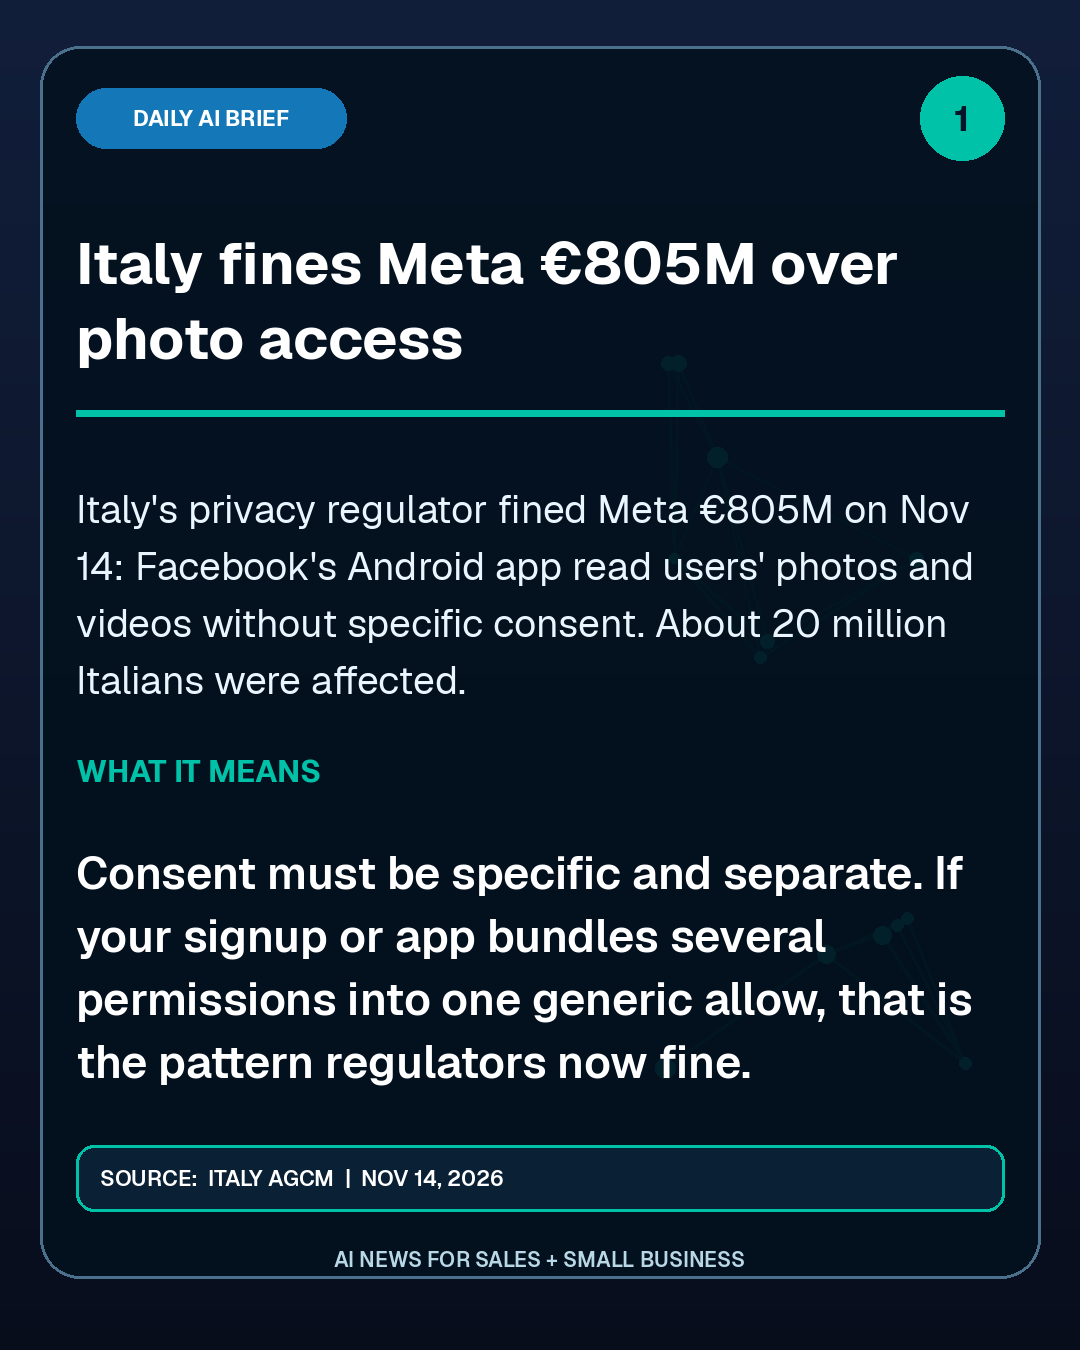 DAILY AI BRIEF
1
Italy fines Meta €805M over
photo access
Italy's privacy regulator fined Meta €805M on Nov
14: Facebook's Android app read users' photos and
videos without specific consent. About 20 million
Italians were affected.
WHAT IT MEANS
Consent must be specific and separate. If
your signup or app bundles several
permissions into one generic allow, that is
the pattern regulators now fine.
SOURCE: ITALY AGCM | NOV 14, 2026
AI NEWS FOR SALES + SMALL BUSINESS